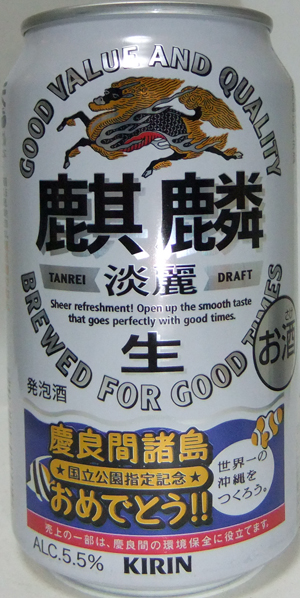 GOOD VALUE AND QUALITY
麒麟
TANREI 淡麗 DRAFT
Sheer refreshment! Open up the smooth taste
that goes perfectly with good times.
生
BREWED FOR GOOD TIMES
お酒
発泡酒
慶良間諸島
★国立公園指定記念★
おめでとう!!
世界一の
沖縄を
つくろう。
売上の一部は、慶良間の環境保全に役立てます。
ALC.5.5%
KIRIN